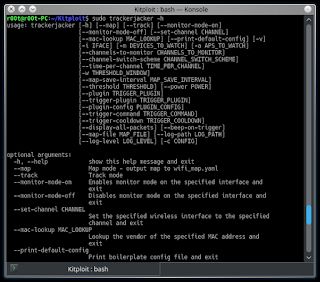 Kitploit : bash — Konsole
r00t@r00t-PC:~/Kitploit$ sudo trackerjacker -h
usage: trackerjacker [-h] [--map] [--track] [--monitor-mode-on]
[--monitor-mode-off] [--set-channel CHANNEL]
[--mac-lookup MAC_LOOKUP] [--print-default-config] [-v]
[-i IFACE] [-m DEVICES_TO_WATCH] [-a APS_TO_WATCH]
[--channels-to-monitor CHANNELS_TO_MONITOR]
[--channel-switch-scheme CHANNEL_SWITCH_SCHEME]
[--time-per-channel TIME_PER_CHANNEL]
[-w THRESHOLD_WINDOW]
[--map-save-interval MAP_SAVE_INTERVAL]
[--threshold THRESHOLD] [--power POWER]
[--plugin TRIGGER_PLUGIN]
[--trigger-plugin TRIGGER_PLUGIN]
[--plugin-config PLUGIN_CONFIG]
[--trigger-command TRIGGER_COMMAND]
[--trigger-cooldown TRIGGER_COOLDOWN]
[--display-all-packets] [--beep-on-trigger]
[--map-file MAP_FILE] [--log-path LOG_PATH]
[--log-level LOG_LEVEL] [-c CONFIG]
optional arguments:
-h, --help show this help message and exit
--map Map mode - output map to wifi_map.yaml
--track Track mode
--monitor-mode-on Enables monitor mode on the specified interface and
exit
--monitor-mode-off Disables monitor mode on the specified interface and
exit
--set-channel CHANNEL
Set the specified wireless interface to the specified
channel and exit
--mac-lookup MAC_LOOKUP
Lookup the vendor of the specified MAC address and
exit
--print-default-config
Print boilerplate config file and exit
Kitploit : bash